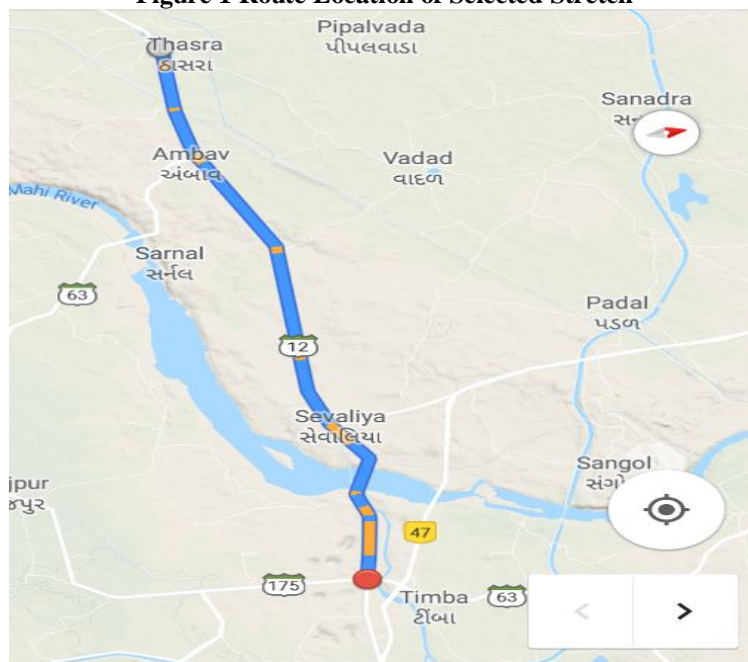 Figure 1 Route Location of Selected Stretch
Pipalvada
પીપલવાડા
Thasra
ઠાસરા
Sanadra
Ambav
અંબાવ
Vadad
વાદળ
Mahi River
Sarnal
સર્નલ
63
Padal
પડળ
12
Sevaliya
સેવાલિયા
Sangol
jpur
જપુર
47
175
Timba
ટીંબા
63